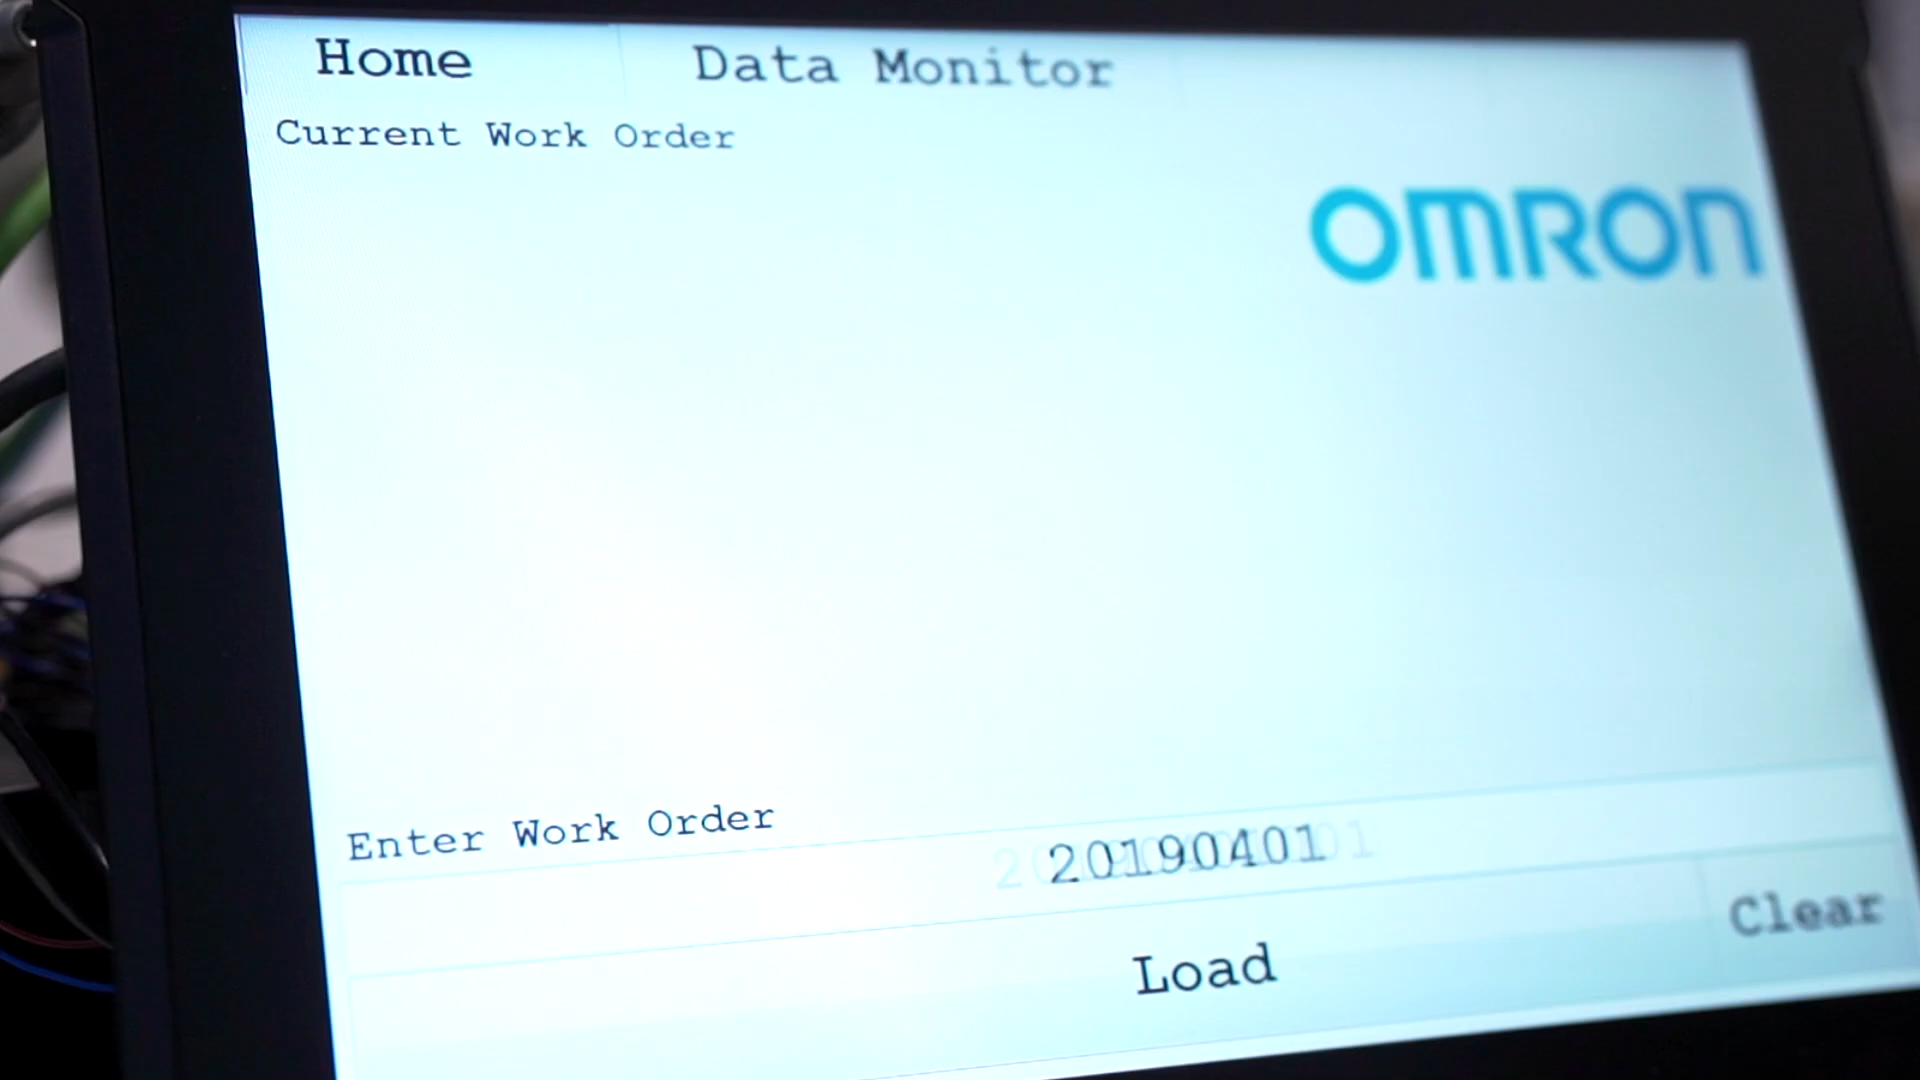 Home Data Monitor
Current Work Order
OMRON
Enter Work Order
20190401
Clear
Load